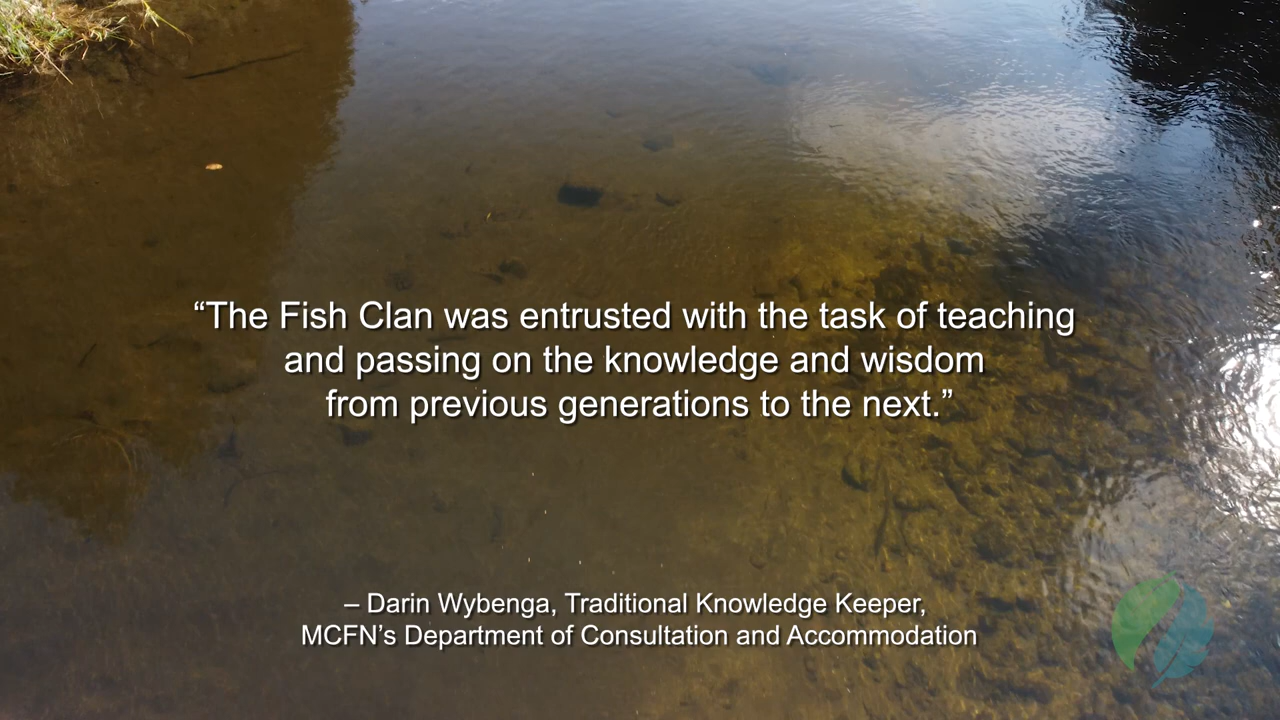 “The Fish Clan was entrusted with the task of teaching
and passing on the knowledge and wisdom
from previous generations to the next.”
– Darin Wybenga, Traditional Knowledge Keeper,
MCFN’s Department of Consultation and Accommodation